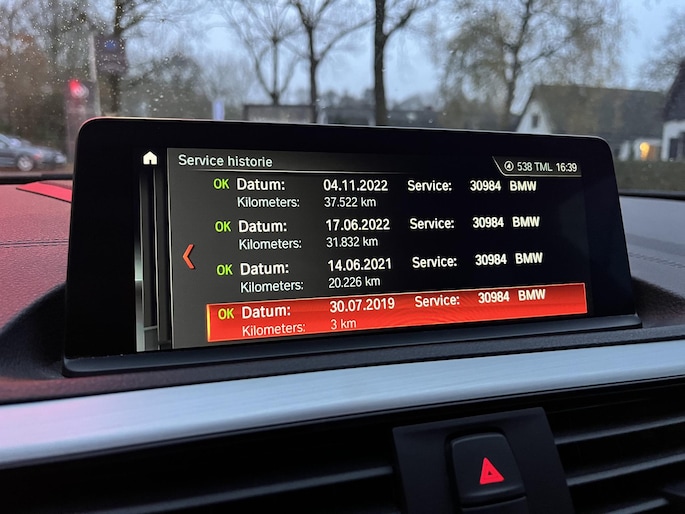 Service historie
538 TML 16:39
OK Datum: 04.11.2022 Service: 30984 BMW
Kilometers: 37.522 km
OK Datum: 17.06.2022 Service: 30984 BMW
Kilometers: 31.832 km
OK Datum: 14.06.2021 Service: 30984 BMW
Kilometers: 20.226 km
OK Datum: 30.07.2019 Service: 30984 BMW
Kilometers: 3 km